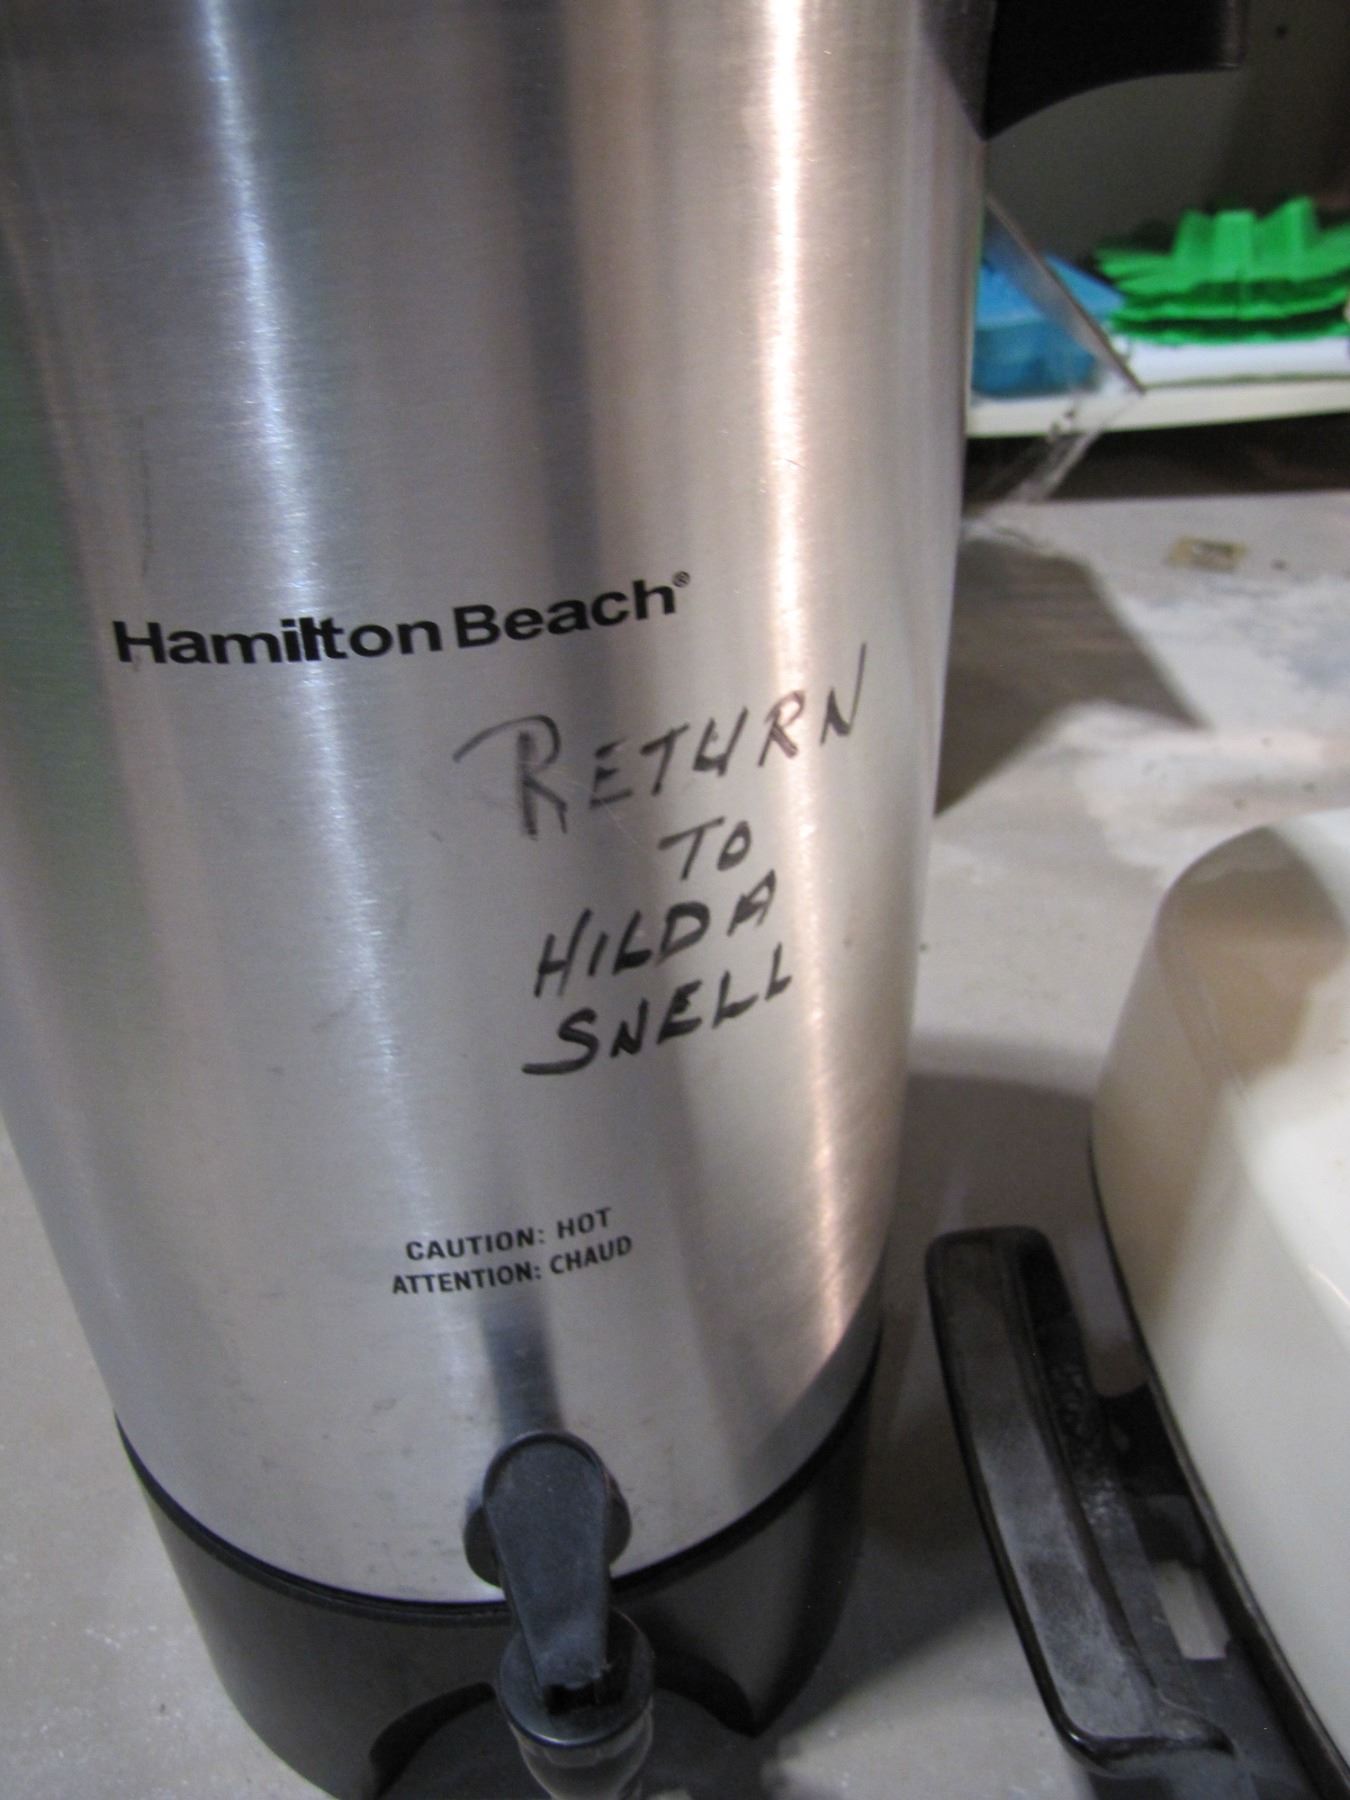 Hamilton Beach®
RETURN
TO
HILDA
SNELL
CAUTION: HOT
ATTENTION: CHAUD